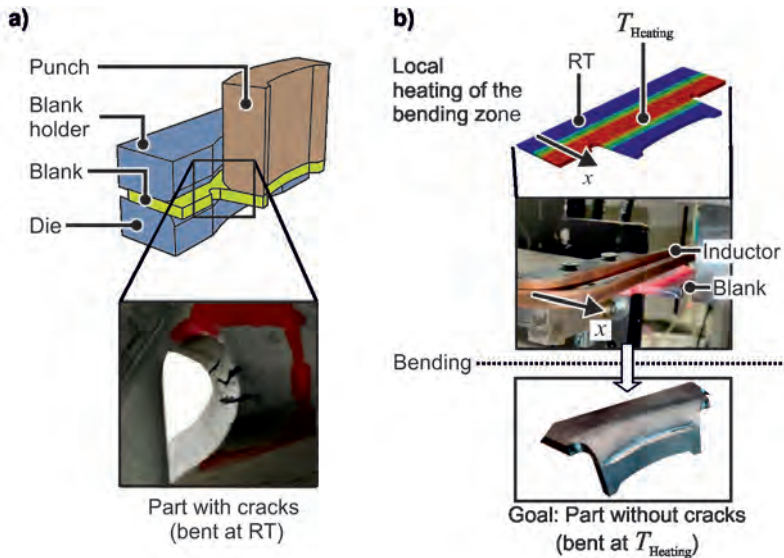 a)
Punch
Blank
holder
Blank
Die
Part with cracks
(bent at RT)
b)
T_Heating
RT
Local
heating of the
bending zone
x
Inductor
Blank
x
Bending
Goal: Part without cracks
(bent at T_Heating)